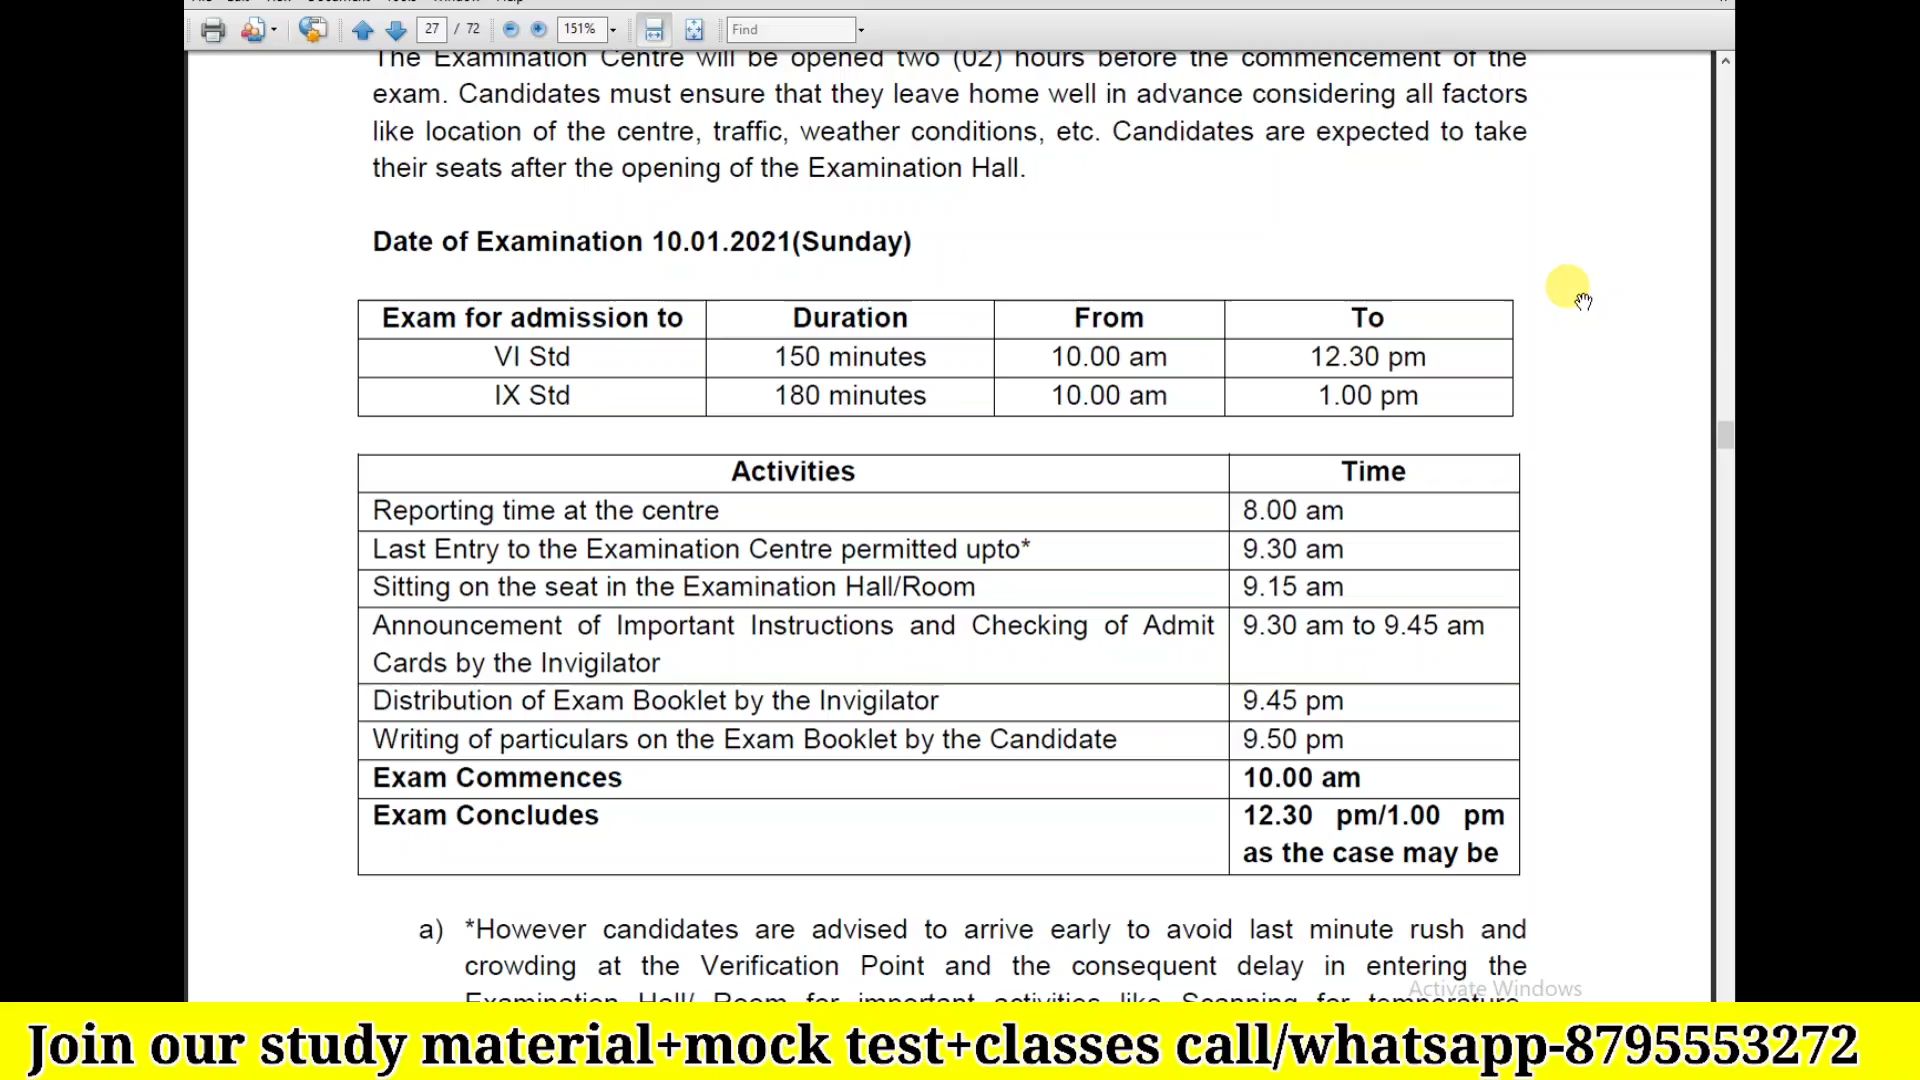 27 / 72 151% Find
The Examination Centre will be opened two (02) hours before the commencement of the
exam. Candidates must ensure that they leave home well in advance considering all factors
like location of the centre, traffic, weather conditions, etc. Candidates are expected to take
their seats after the opening of the Examination Hall.
Date of Examination 10.01.2021(Sunday)
Exam for admission to Duration From To
VI Std 150 minutes 10.00 am 12.30 pm
IX Std 180 minutes 10.00 am 1.00 pm
Activities Time
Reporting time at the centre 8.00 am
Last Entry to the Examination Centre permitted upto* 9.30 am
Sitting on the seat in the Examination Hall/Room 9.15 am
Announcement of Important Instructions and Checking of Admit 9.30 am to 9.45 am
Cards by the Invigilator
Distribution of Exam Booklet by the Invigilator 9.45 pm
Writing of particulars on the Exam Booklet by the Candidate 9.50 pm
Exam Commences 10.00 am
Exam Concludes 12.30 pm/1.00 pm
as the case may be
a) *However candidates are advised to arrive early to avoid last minute rush and
crowding at the Verification Point and the consequent delay in entering the
Examination Hall/ Room for important activities like Scanning for temperature,
Activate Windows
Join our study material+mock test+classes call/whatsapp-8795553272